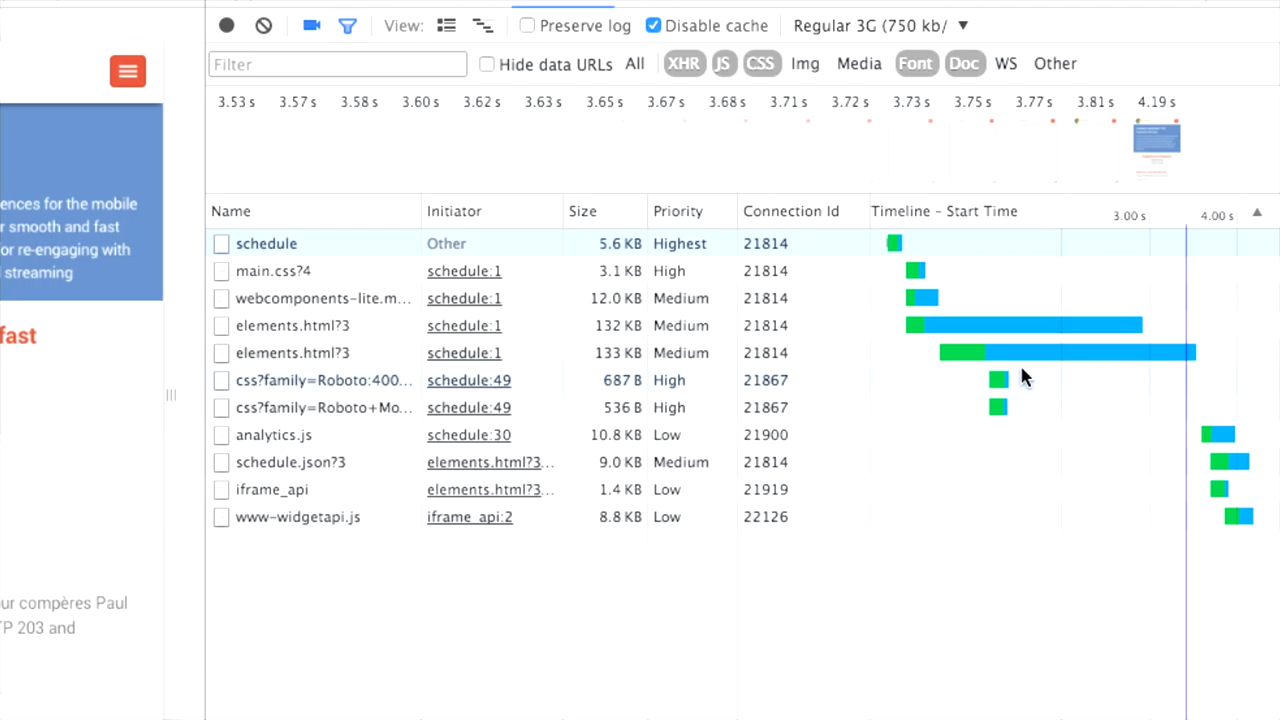 View: Preserve log Disable cache Regular 3G (750 kb/ ▼
Filter Hide data URLs All XHR JS CSS Img Media Font Doc WS Other
3.53 s 3.57 s 3.58 s 3.60 s 3.62 s 3.63 s 3.65 s 3.67 s 3.68 s 3.71 s 3.72 s 3.73 s 3.75 s 3.77 s 3.81 s 4.19 s
Name Initiator Size Priority Connection Id Timeline – Start Time 3.00 s 4.00 s ▲
schedule Other 5.6 KB Highest 21814
main.css?4 schedule:1 3.1 KB High 21814
webcomponents-lite.m... schedule:1 12.0 KB Medium 21814
elements.html?3 schedule:1 132 KB Medium 21814
elements.html?3 schedule:1 133 KB Medium 21814
css?family=Roboto:400... schedule:49 687 B High 21867
css?family=Roboto+Mo... schedule:49 536 B High 21867
analytics.js schedule:30 10.8 KB Low 21900
schedule.json?3 elements.html?3... 9.0 KB Medium 21814
iframe_api elements.html?3... 1.4 KB Low 21919
www-widgetapi.js iframe_api:2 8.8 KB Low 22126
ences for the mobile
r smooth and fast
or re-engaging with
streaming
fast
ur compères Paul
TP 203 and